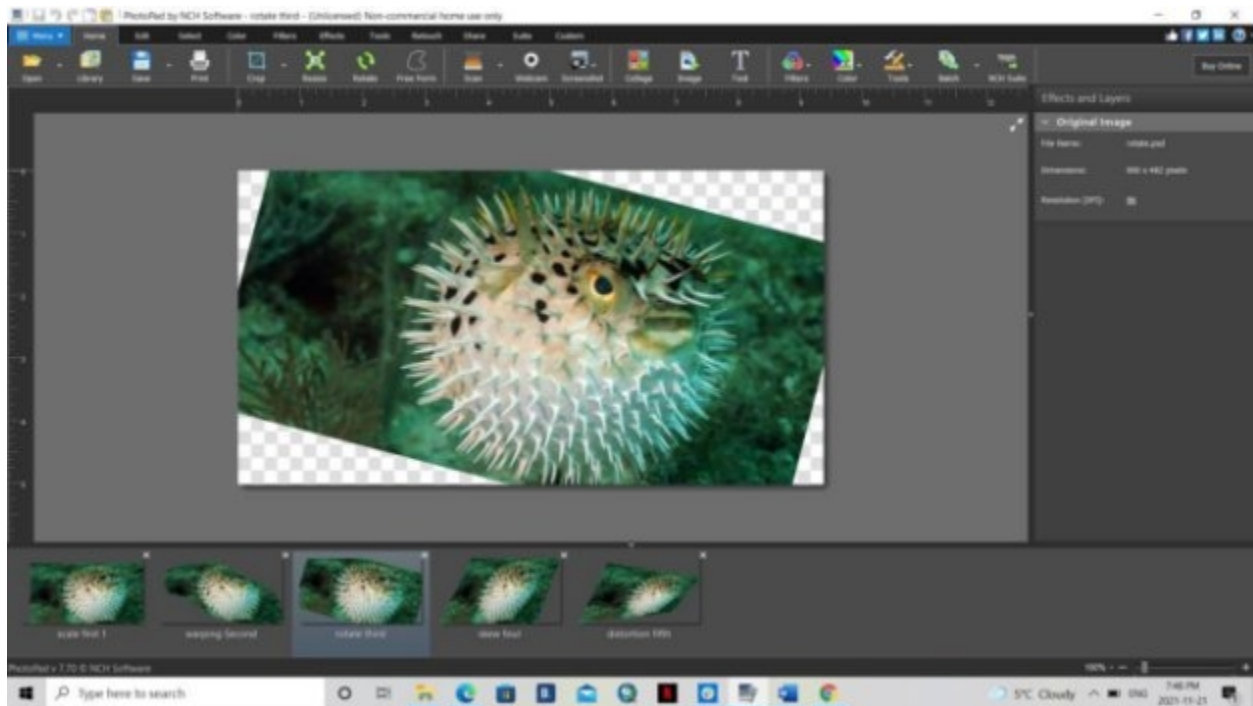 PhotoPad by NCH Software - rotate third - (Unlicensed) Non-commercial home use only
Menu Home Edit Select Color Filters Effects Tools Retouch Share Suite Custom
Open Library Save Print Crop Resize Rotate Free Form Scan Webcam Screenshot Collage Image Text Filters Color Tools Batch NCH Suite Buy Online
Effects and Layers
Original Image
File Name: rotate.psd
Dimensions: pixels
Resolution (DPI):
scale first 1 warping Second rotate third skew four distortion fifth
PhotoPad v 7.70 © NCH Software 100%
Type here to search 5°C Cloudy ENG 7:46 PM
2021-11-21